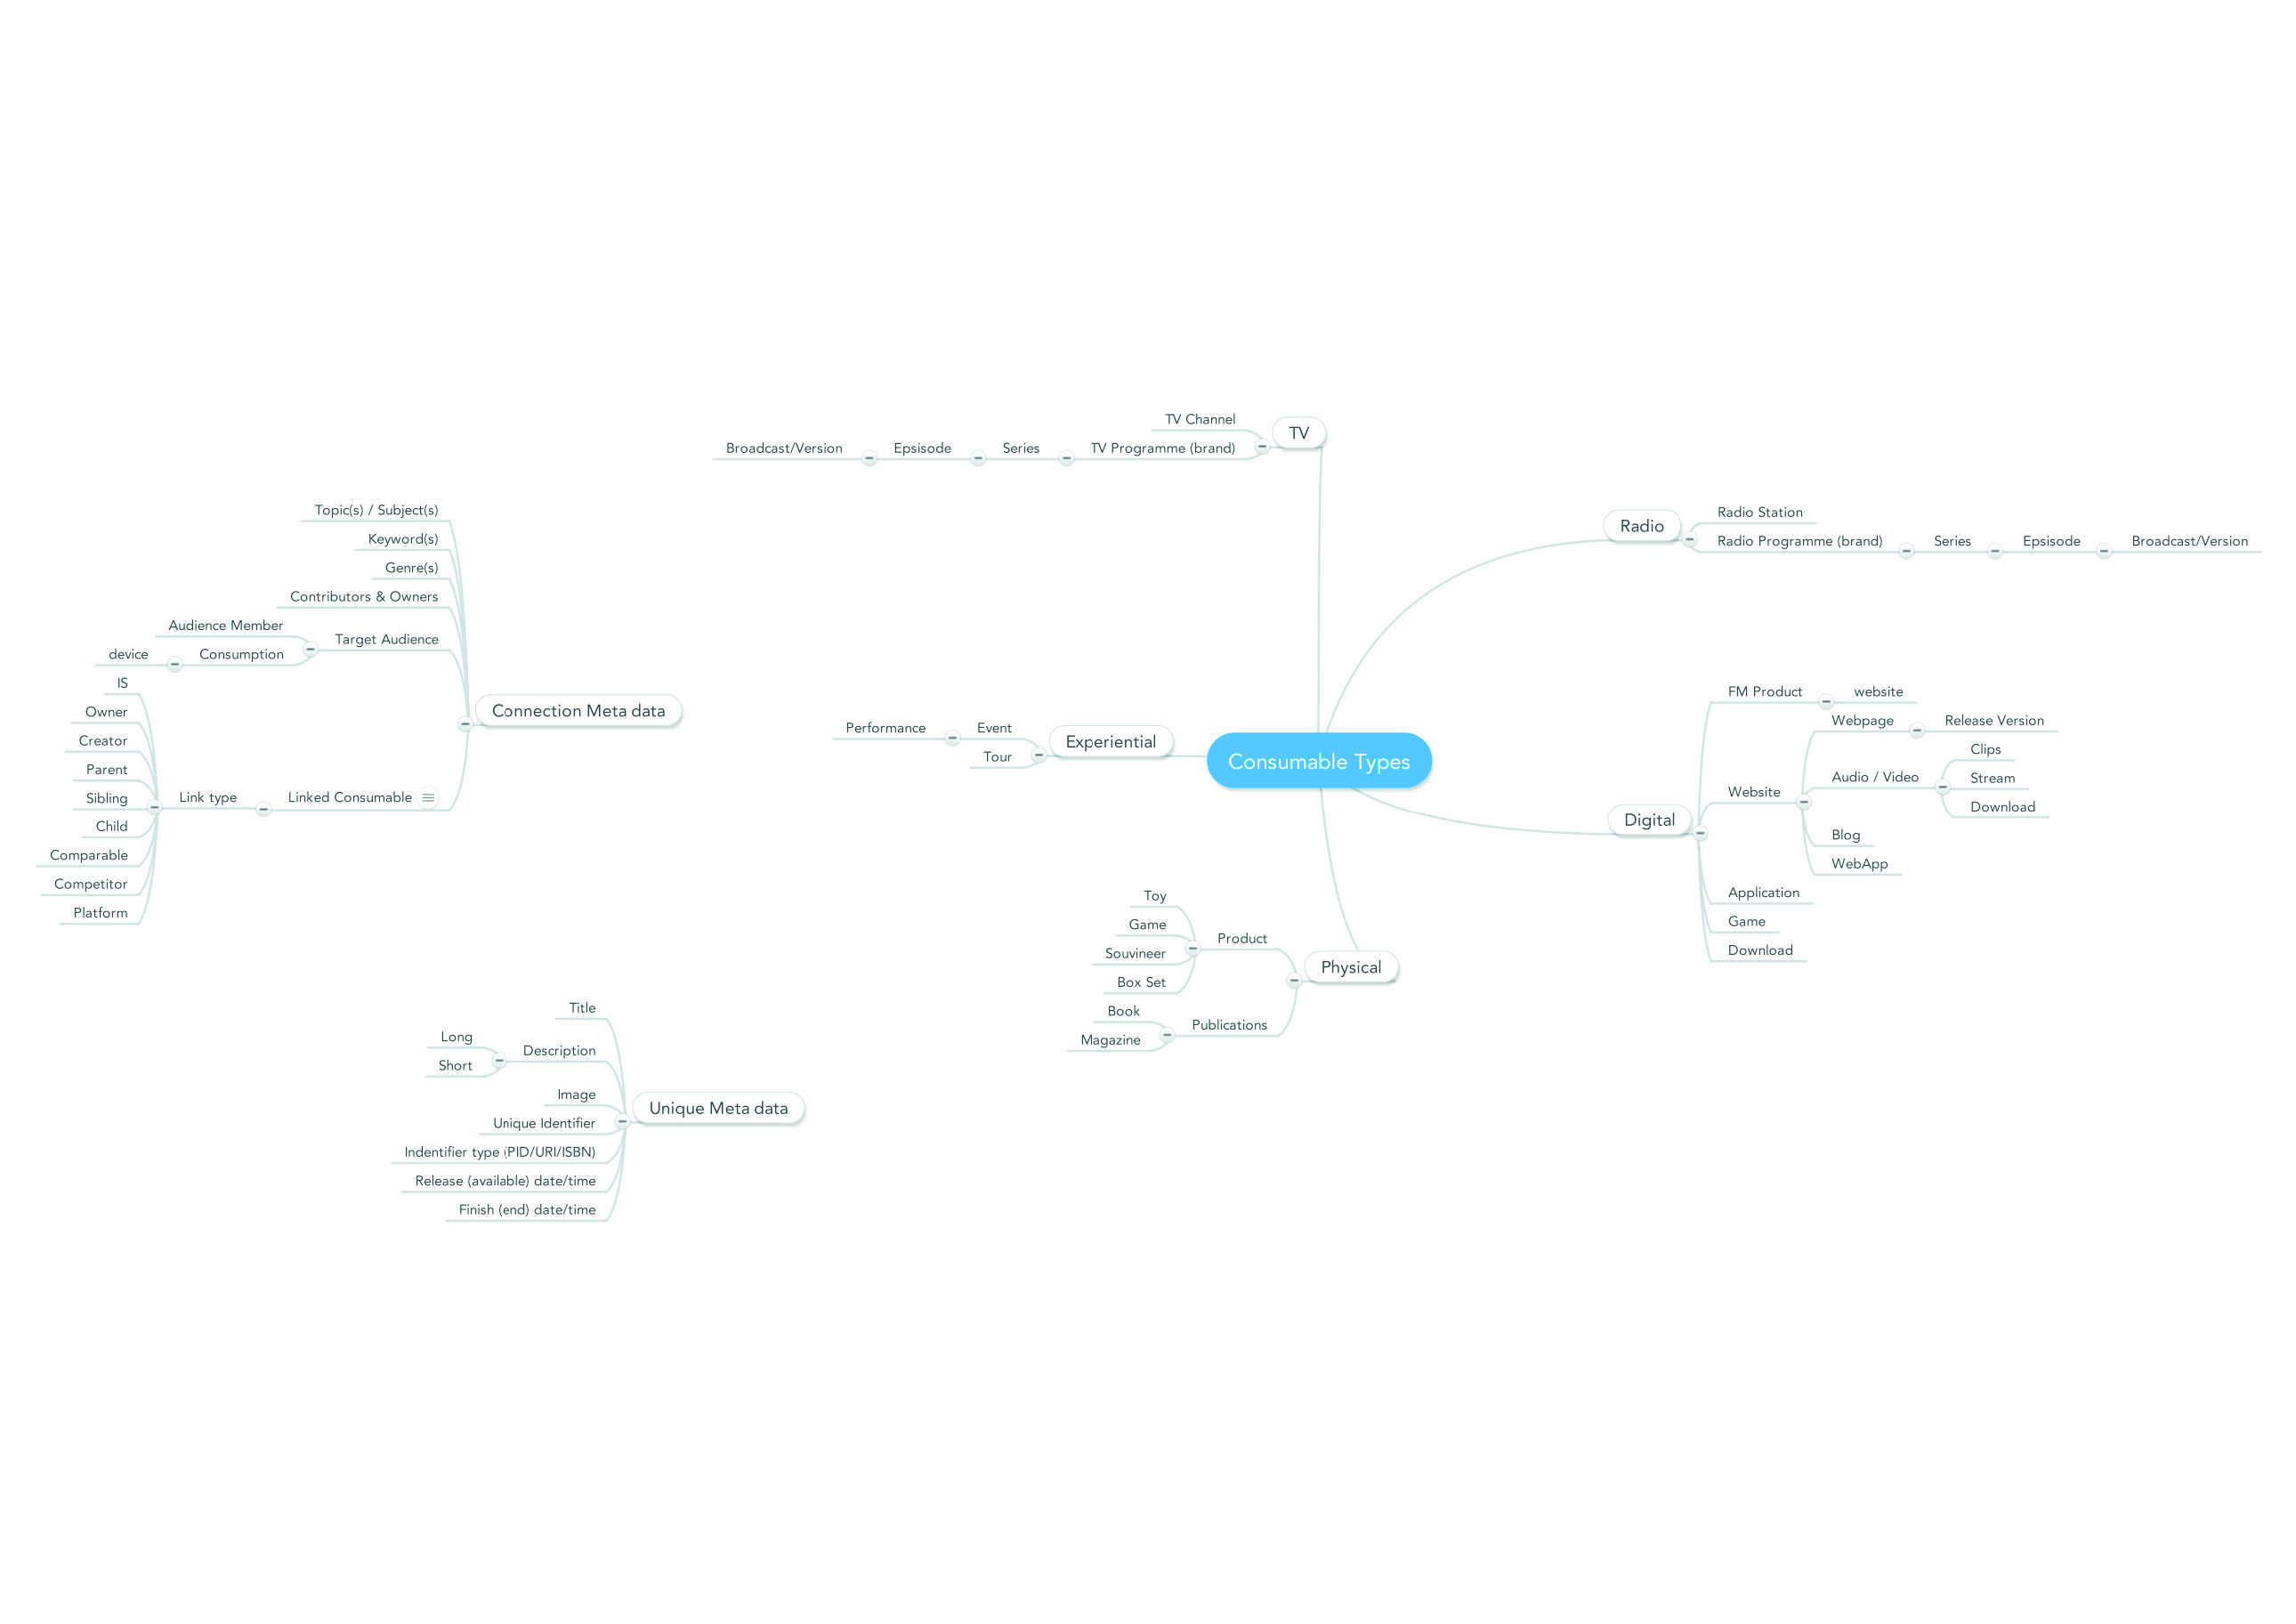 TV Channel
TV
Broadcast/Version
Epsisode
Series
TV Programme (brand)
Radio
Radio Station
Radio Programme (brand)
Series
Epsisode
Broadcast/Version
Topic(s) / Subject(s)
Keyword(s)
Genre(s)
Contributors & Owners
Audience Member
Target Audience
device
Consumption
IS
Owner
Creator
Parent
Sibling
Child
Comparable
Competitor
Platform
Link type
Linked Consumable
Connection Meta data
Performance
Event
Tour
Experiential
Consumable Types
FM Product
website
Webpage
Release Version
Clips
Audio / Video
Stream
Download
Website
Blog
WebApp
Digital
Application
Game
Download
Toy
Game
Souvineer
Box Set
Product
Physical
Book
Magazine
Publications
Title
Long
Short
Description
Image
Unique Identifier
Indentifier type (PID/URI/ISBN)
Release (available) date/time
Finish (end) date/time
Unique Meta data